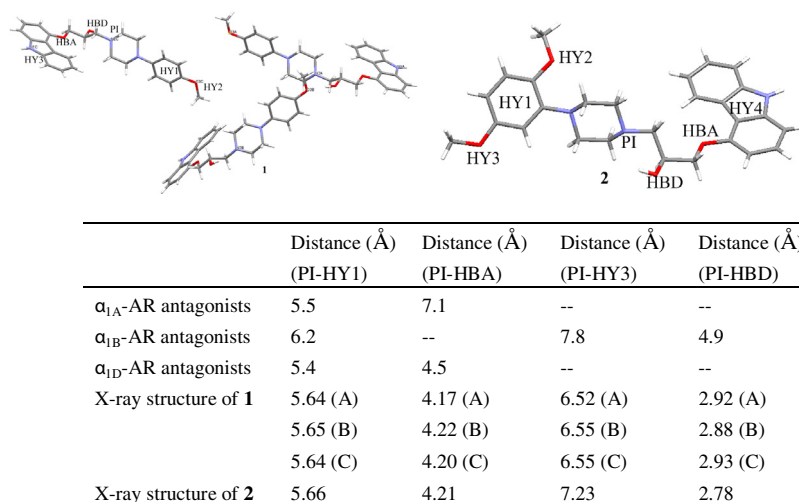 HBD PI
HBA
HY1
HY3
HY2
1
HY2
HY1
HY4
HBA
PI
HY3
HBD
2
Distance (Å) Distance (Å) Distance (Å) Distance (Å)
(PI-HY1) (PI-HBA) (PI-HY3) (PI-HBD)
α1A-AR antagonists 5.5 7.1 -- --
α1B-AR antagonists 6.2 -- 7.8 4.9
α1D-AR antagonists 5.4 4.5 -- --
X-ray structure of 1 5.64 (A) 4.17 (A) 6.52 (A) 2.92 (A)
5.65 (B) 4.22 (B) 6.55 (B) 2.88 (B)
5.64 (C) 4.20 (C) 6.55 (C) 2.93 (C)
X-ray structure of 2 5.66 4.21 7.23 2.78